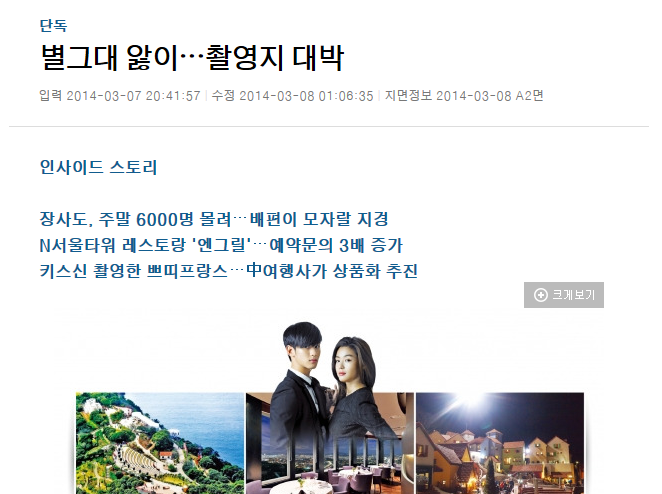 단독
별그대 앓이…촬영지 대박
입력 2014-03-07 20:41:57 | 수정 2014-03-08 01:06:35 | 지면정보 2014-03-08 A2면
인사이드 스토리
장사도, 주말 6000명 몰려…배편이 모자랄 지경
N서울타워 레스토랑 '엔그릴'…예약문의 3배 증가
키스신 촬영한 쁘띠프랑스…中여행사가 상품화 추진
크게보기